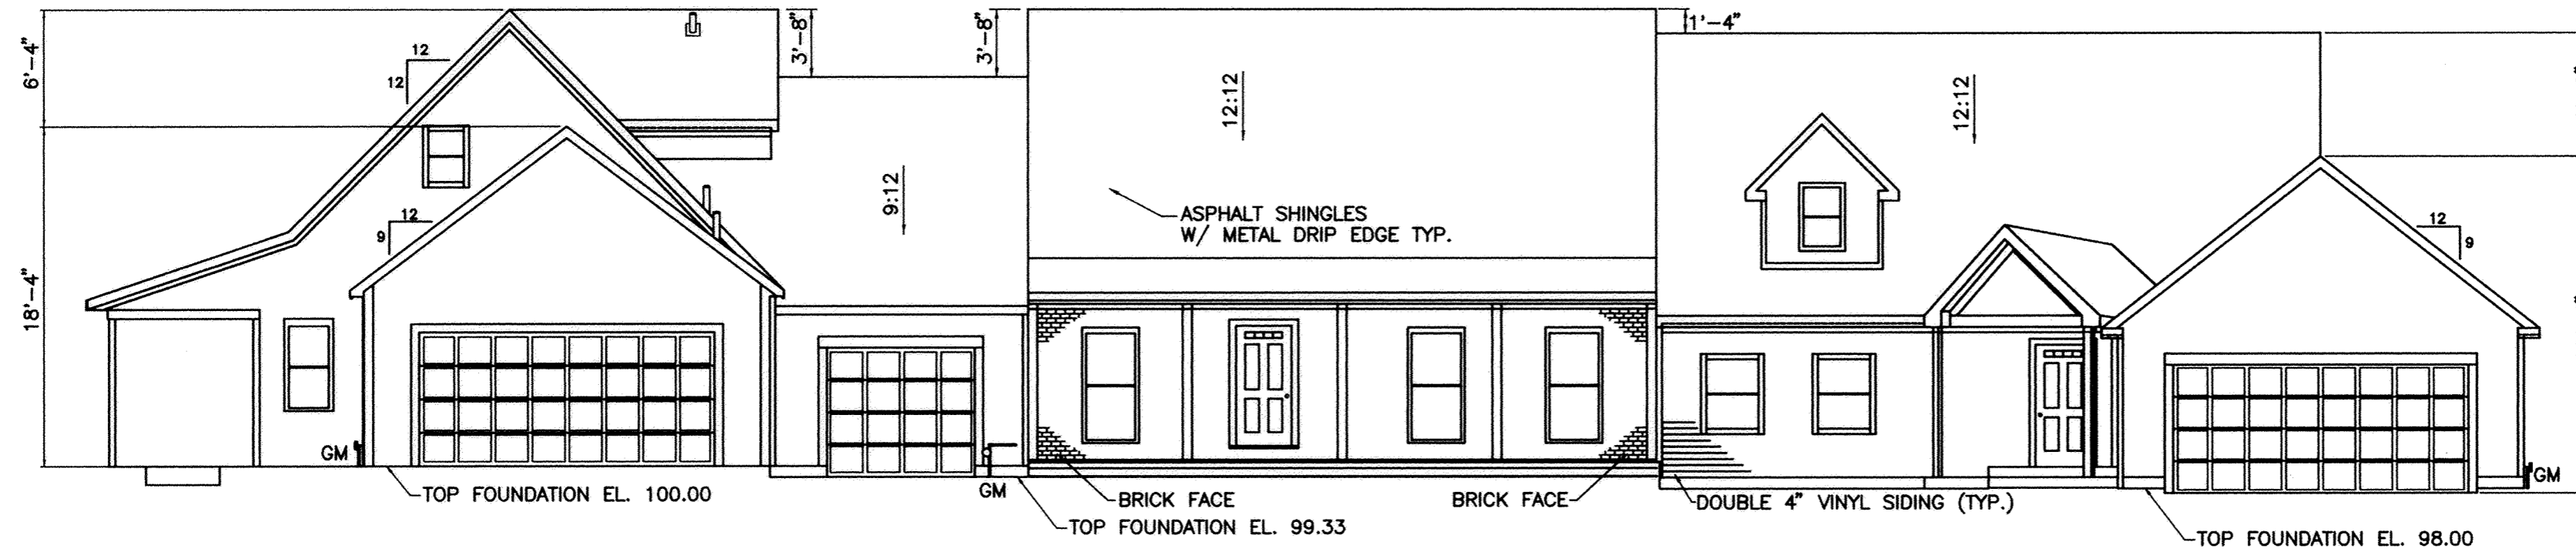 6'-4"
18'-4"
12
12
12
9
3'-8"
3'-8"
1'-4"
9:12
12:12
12:12
ASPHALT SHINGLES
W/ METAL DRIP EDGE TYP.
12
9
GM
TOP FOUNDATION EL. 100.00
GM
BRICK FACE
TOP FOUNDATION EL. 99.33
BRICK FACE
DOUBLE 4" VINYL SIDING (TYP.)
GM
TOP FOUNDATION EL. 98.00